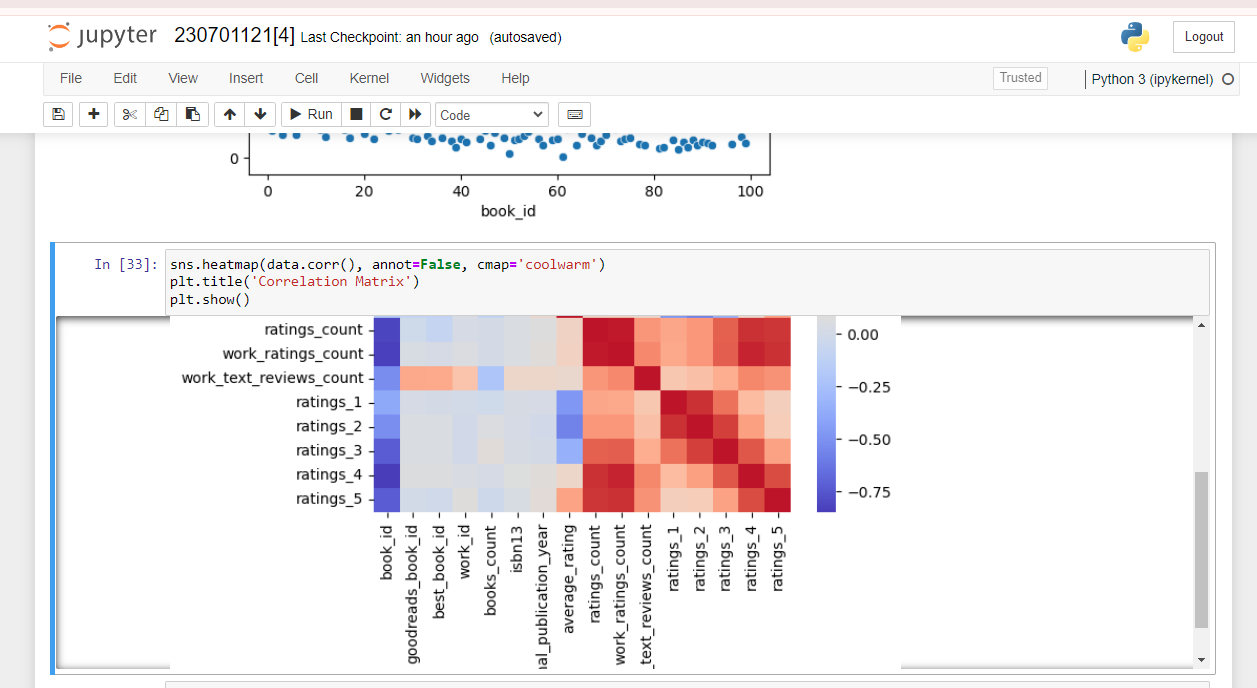 jupyter 230701121[4] Last Checkpoint: an hour ago (autosaved) Logout
File Edit View Insert Cell Kernel Widgets Help Trusted Python 3 (ipykernel)
Run Code
0
0 20 40 60 80 100
book_id
In [33]: sns.heatmap(data.corr(), annot=False, cmap='coolwarm')
plt.title('Correlation Matrix')
plt.show()
ratings_count
work_ratings_count
work_text_reviews_count
ratings_1
ratings_2
ratings_3
ratings_4
ratings_5
0.00
−0.25
−0.50
−0.75
book_id
goodreads_book_id
best_book_id
work_id
books_count
isbn13
nal_publication_year
average_rating
ratings_count
work_ratings_count
_text_reviews_count
ratings_1
ratings_2
ratings_3
ratings_4
ratings_5